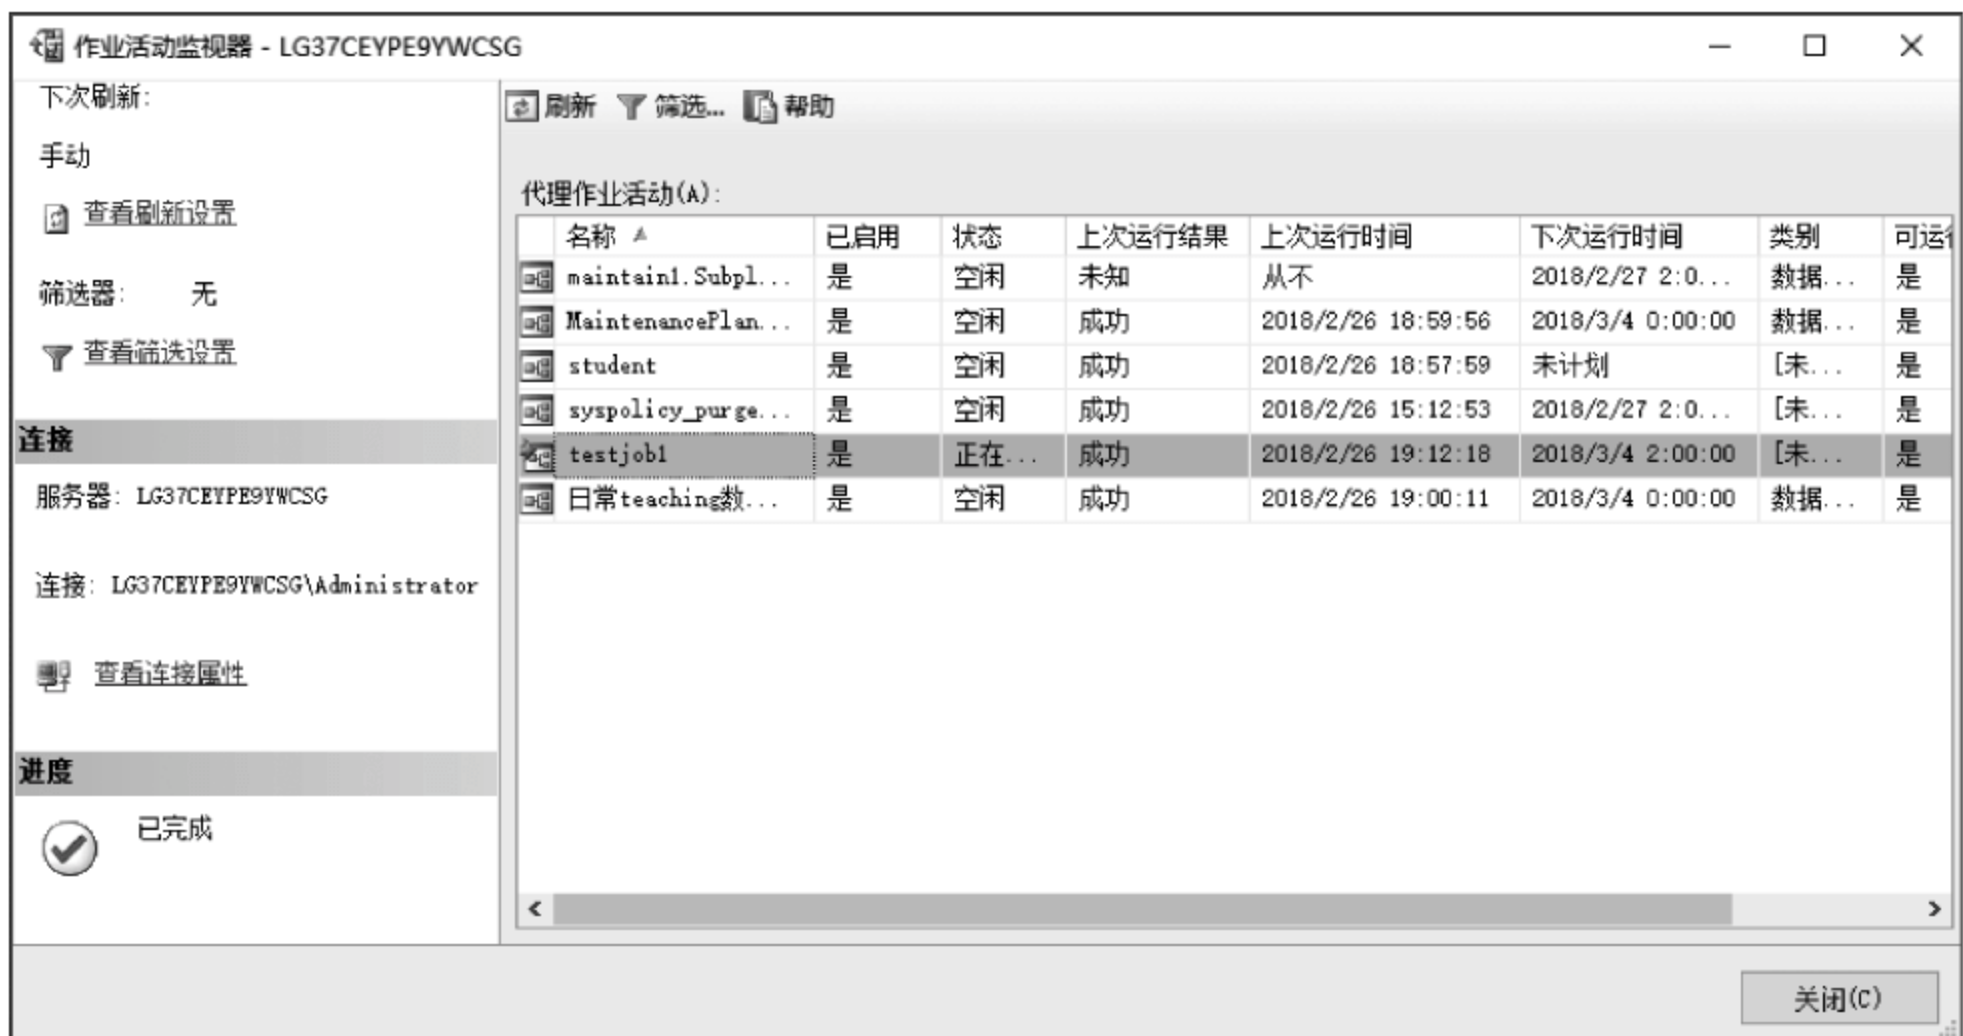 作业活动监视器 - LG37CEYPE9YWCSG
下次刷新:
手动
查看刷新设置
筛选器: 无
查看筛选设置
连接
服务器: LG37CEYPE9YWCSG
连接: LG37CEYPE9YWCSG\Administrator
查看连接属性
进度
已完成
刷新 筛选... 帮助
代理作业活动(A):
名称 已启用 状态 上次运行结果 上次运行时间 下次运行时间 类别 可运行
maintain1.Subpl... 是 空闲 未知 从不 2018/2/27 2:0... 数据... 是
MaintenancePlan... 是 空闲 成功 2018/2/26 18:59:56 2018/3/4 0:00:00 数据... 是
student 是 空闲 成功 2018/2/26 18:57:59 未计划 [未... 是
syspolicy_purge... 是 空闲 成功 2018/2/26 15:12:53 2018/2/27 2:0... [未... 是
testjob1 是 正在... 成功 2018/2/26 19:12:18 2018/3/4 2:00:00 [未... 是
日常teaching数... 是 空闲 成功 2018/2/26 19:00:11 2018/3/4 0:00:00 数据... 是
关闭(C)